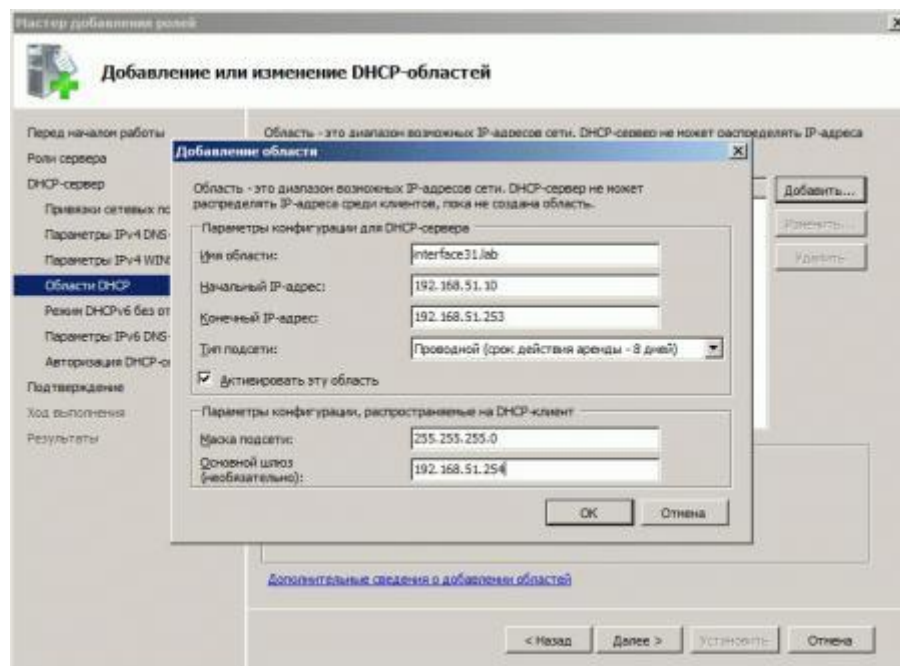 Мастер добавления ролей
Добавление или изменение DHCP-областей
Перед началом работы
Роли сервера
DHCP-сервер
Привязки сетевых по
Параметры IPv4 DNS-
Параметры IPv4 WINS
Области DHCP
Режим DHCPv6 без от
Параметры IPv6 DNS-
Авторизация DHCP-с
Подтверждение
Ход выполнения
Результаты
Область - это диапазон возможных IP-адресов сети. DHCP-сервер не может распределять IP-адреса
Добавить...
Изменить...
Удалить
Добавление области
Область - это диапазон возможных IP-адресов сети. DHCP-сервер не может
распределять IP-адреса среди клиентов, пока не создана область.
Параметры конфигурации для DHCP-сервера
Имя области: interface31.lab
Начальный IP-адрес: 192.168.51.10
Конечный IP-адрес: 192.168.51.253
Тип подсети: Проводной (срок действия аренды - 8 дней)
Активировать эту область
Параметры конфигурации, распространяемые на DHCP-клиент
Маска подсети: 255.255.255.0
Основной шлюз
(необязательно): 192.168.51.254
ОК Отмена
Дополнительные сведения о добавлении областей
< Назад Далее > Установить Отмена